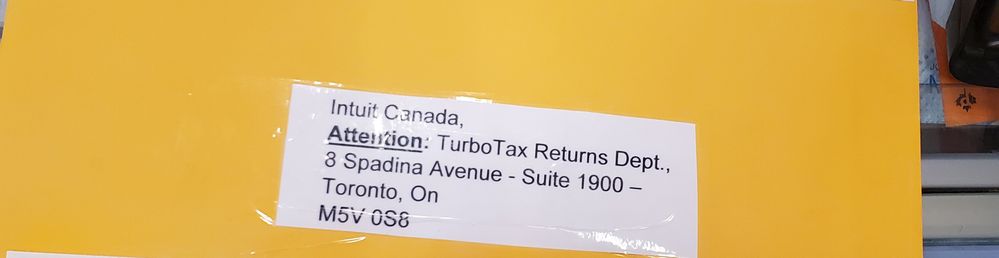 Intuit Canada,
Attention: TurboTax Returns Dept.,
8 Spadina Avenue - Suite 1900 –
Toronto, On
M5V 0S8